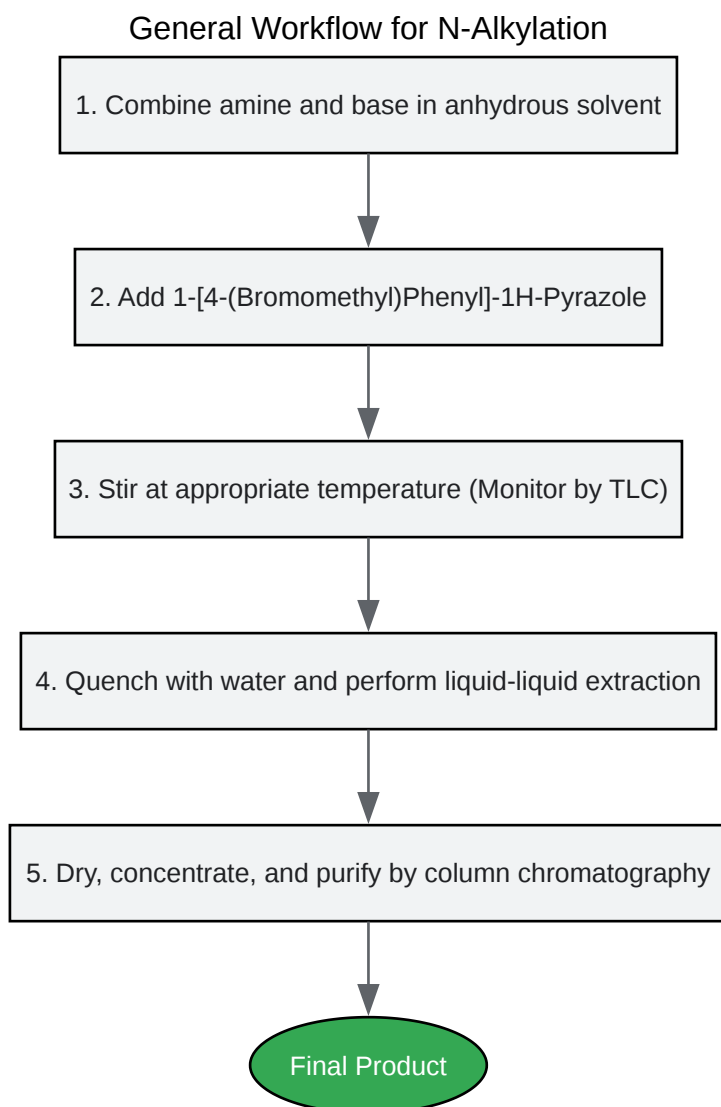 General Workflow for N-Alkylation
1. Combine amine and base in anhydrous solvent
2. Add 1-[4-(Bromomethyl)Phenyl]-1H-Pyrazole
3. Stir at appropriate temperature (Monitor by TLC)
4. Quench with water and perform liquid-liquid extraction
5. Dry, concentrate, and purify by column chromatography
Final Product